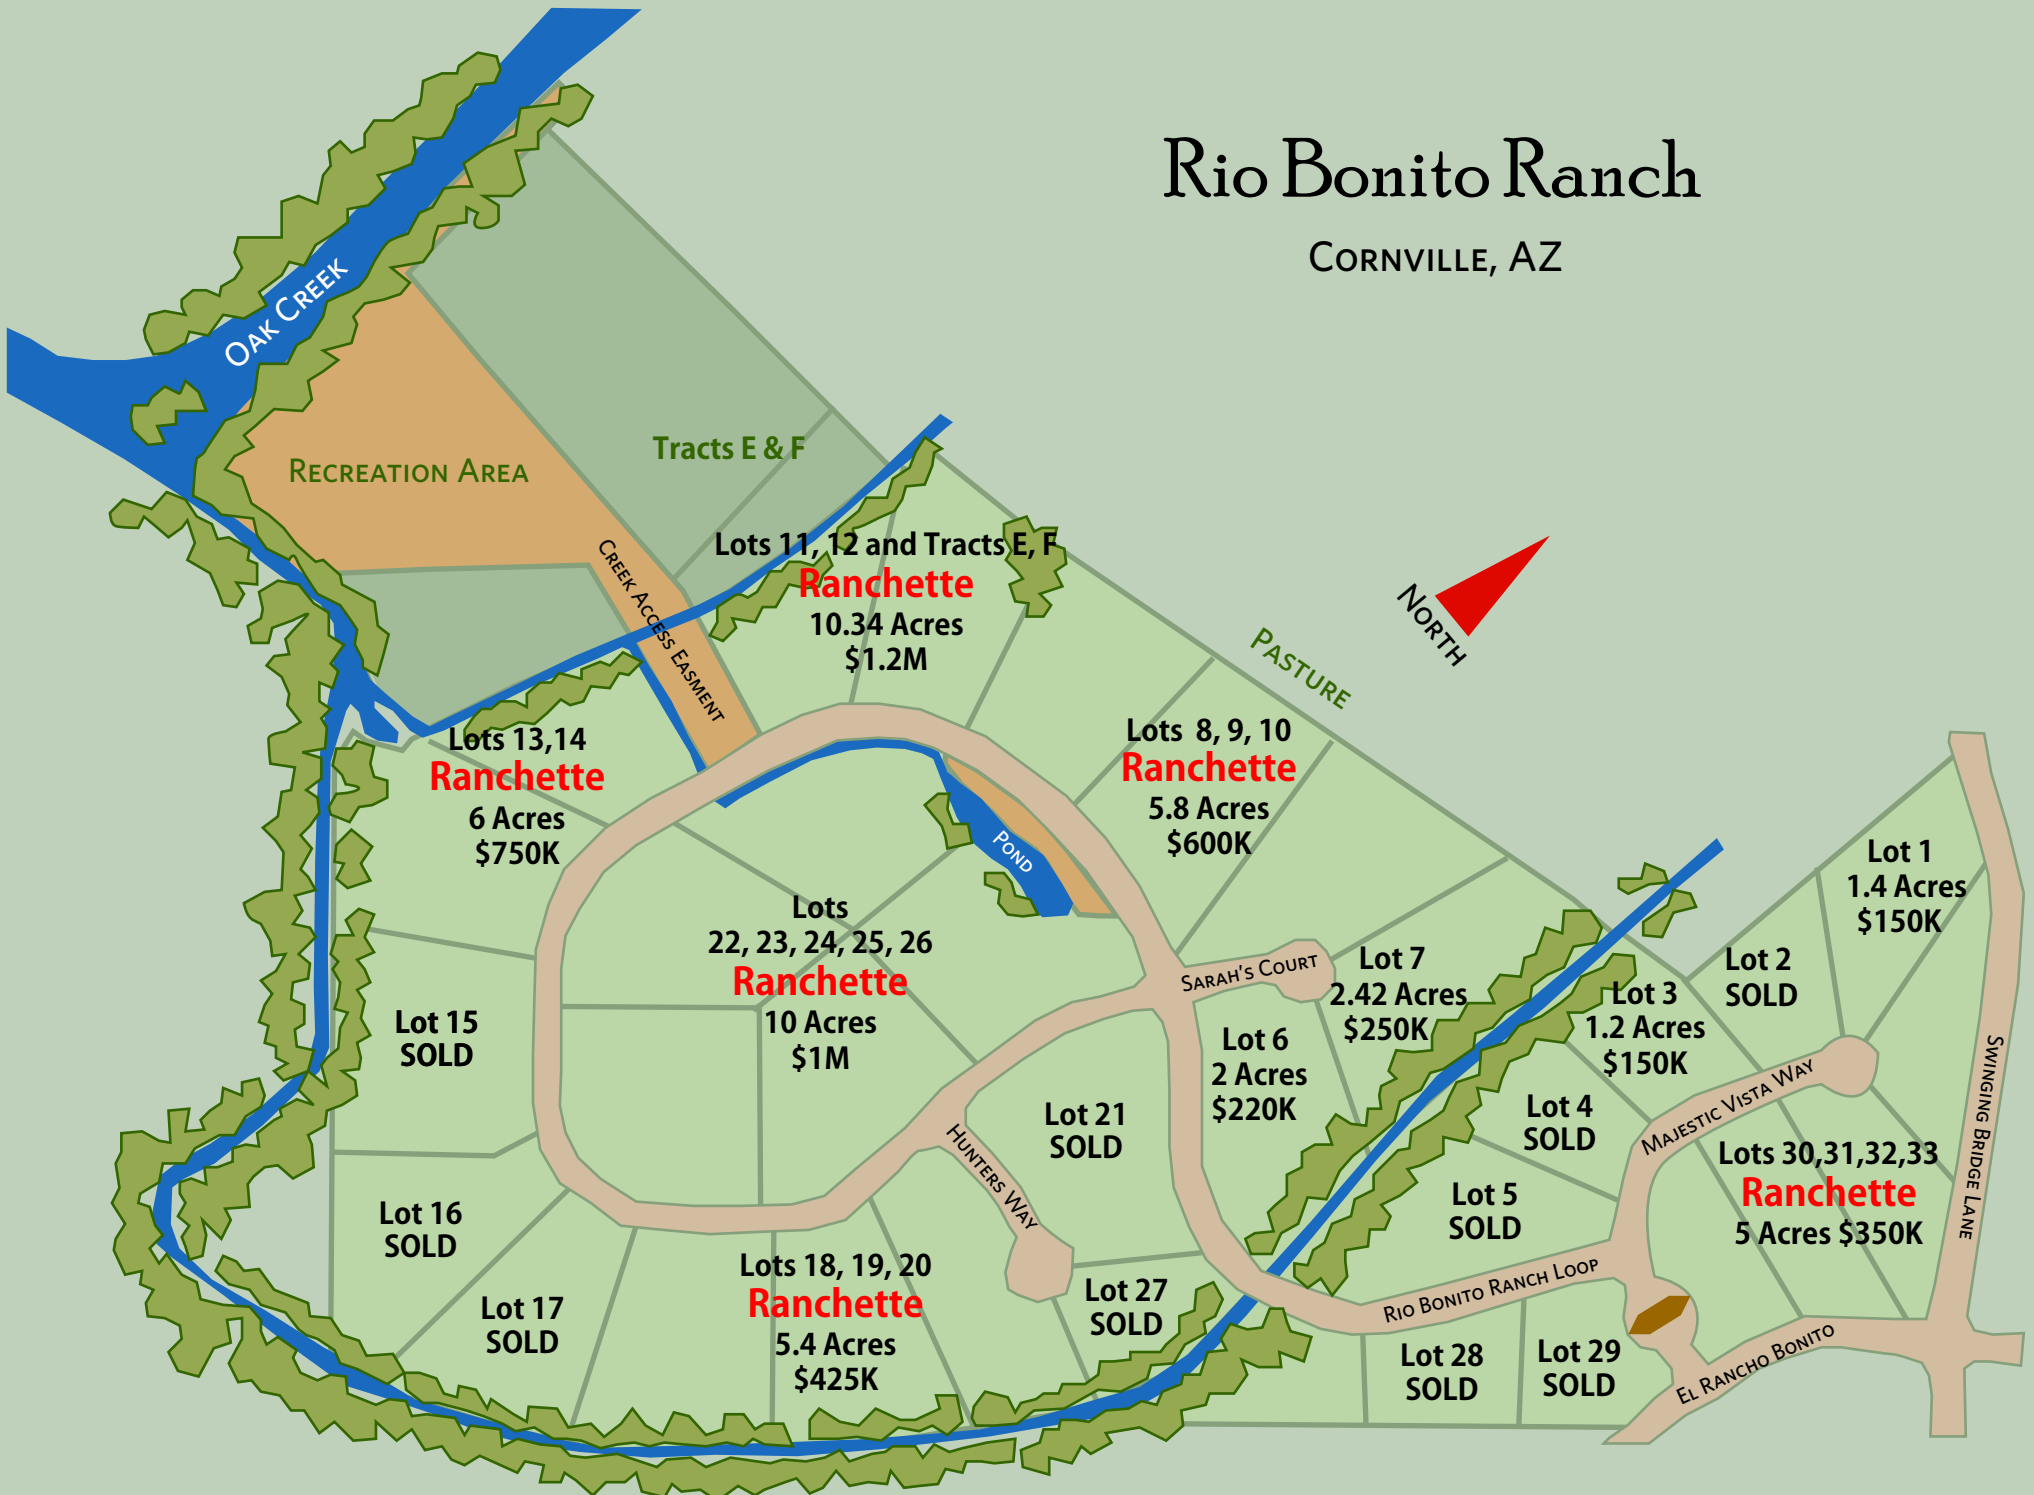 Rio Bonito Ranch
Cornville, AZ
Oak Creek
Recreation Area
Tracts E & F
Creek Access Easment
Lots 11, 12 and Tracts E, F
Ranchette
10.34 Acres
$1.2M
North
Pasture
Lots 13,14
Ranchette
6 Acres
$750K
Lots 8, 9, 10
Ranchette
5.8 Acres
$600K
Pond
Lots
22, 23, 24, 25, 26
Ranchette
10 Acres
$1M
Lot 1
1.4 Acres
$150K
Lot 2
SOLD
Lot 7
2.42 Acres
$250K
Sarah's Court
Lot 3
1.2 Acres
$150K
Lot 15
SOLD
Lot 6
2 Acres
$220K
Lot 21
SOLD
Lot 4
SOLD
Majestic Vista Way
Swinging Bridge Lane
Hunters Way
Lots 30,31,32,33
Ranchette
5 Acres $350K
Lot 5
SOLD
Lot 16
SOLD
Lot 17
SOLD
Lots 18, 19, 20
Ranchette
5.4 Acres
$425K
Lot 27
SOLD
Rio Bonito Ranch Loop
Lot 28
SOLD
Lot 29
SOLD
El Rancho Bonito